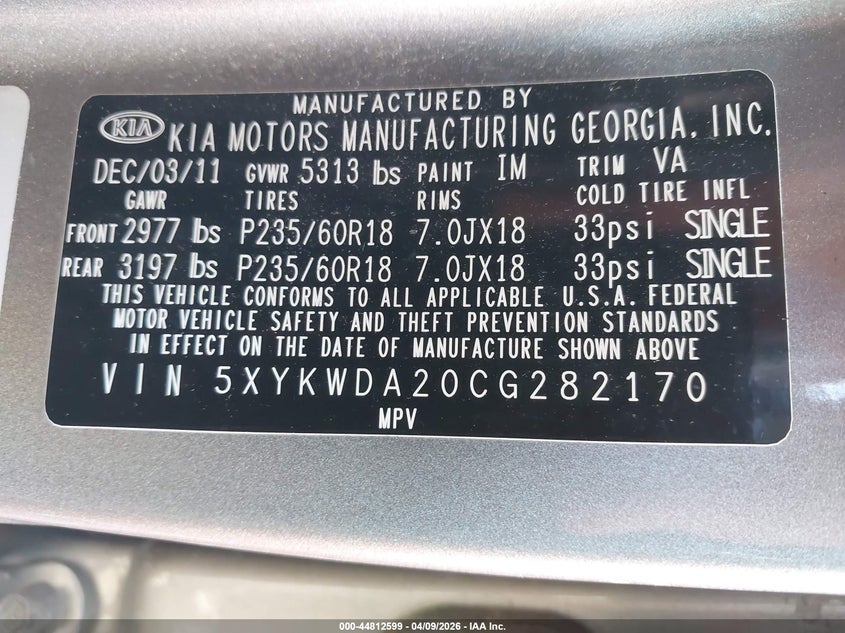 MANUFACTURED BY
KIA KIA MOTORS MANUFACTURING GEORGIA, INC.
DEC/03/11 GVWR 5313 lbs PAINT IM TRIM VA
GAWR TIRES RIMS COLD TIRE INFL
FRONT 2977 lbs P235/60R18 7.0JX18 33psi SINGLE
REAR 3197 lbs P235/60R18 7.0JX18 33psi SINGLE
THIS VEHICLE CONFORMS TO ALL APPLICABLE U.S.A. FEDERAL
MOTOR VEHICLE SAFETY AND THEFT PREVENTION STANDARDS
IN EFFECT ON THE DATE OF MANUFACTURE SHOWN ABOVE
VIN 5XYKWDA20CG282170
MPV
000-44812599 | 04/09/2026 - IAA Inc.